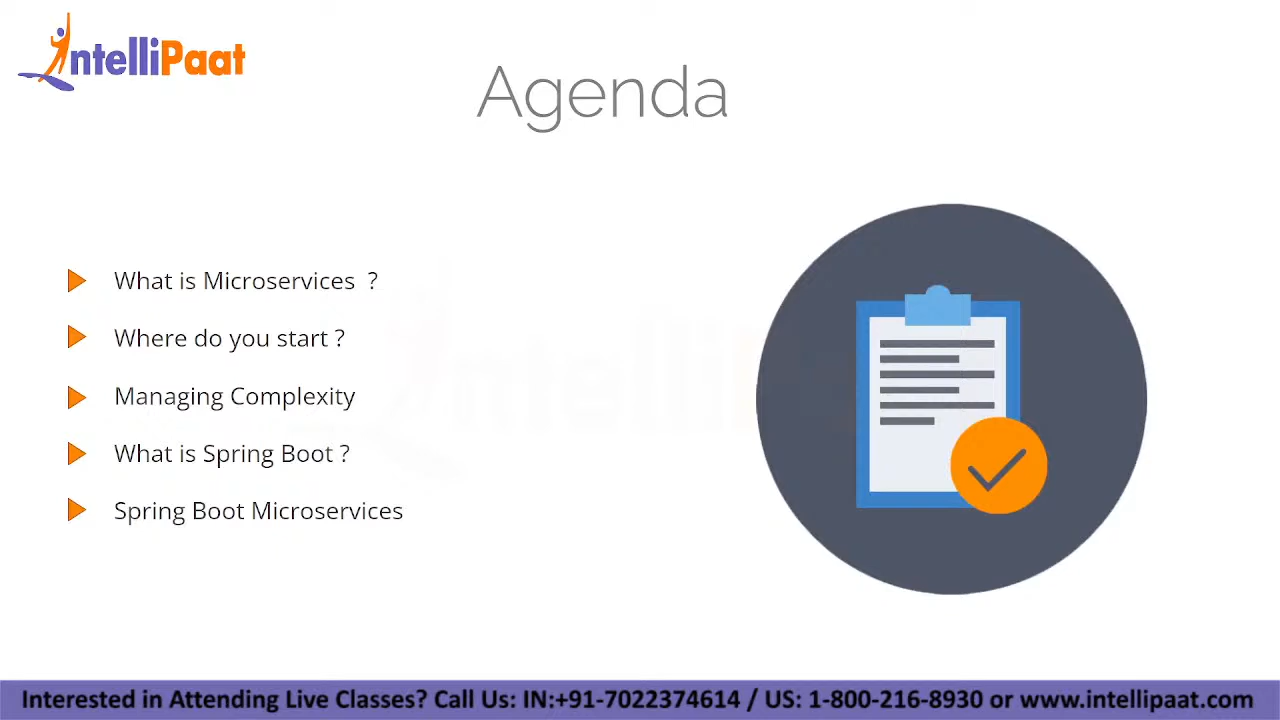 IntelliPaat
Agenda
What is Microservices ?
Where do you start ?
Managing Complexity
What is Spring Boot ?
Spring Boot Microservices
Interested in Attending Live Classes? Call Us: IN:+91-7022374614 / US: 1-800-216-8930 or www.intellipaat.com